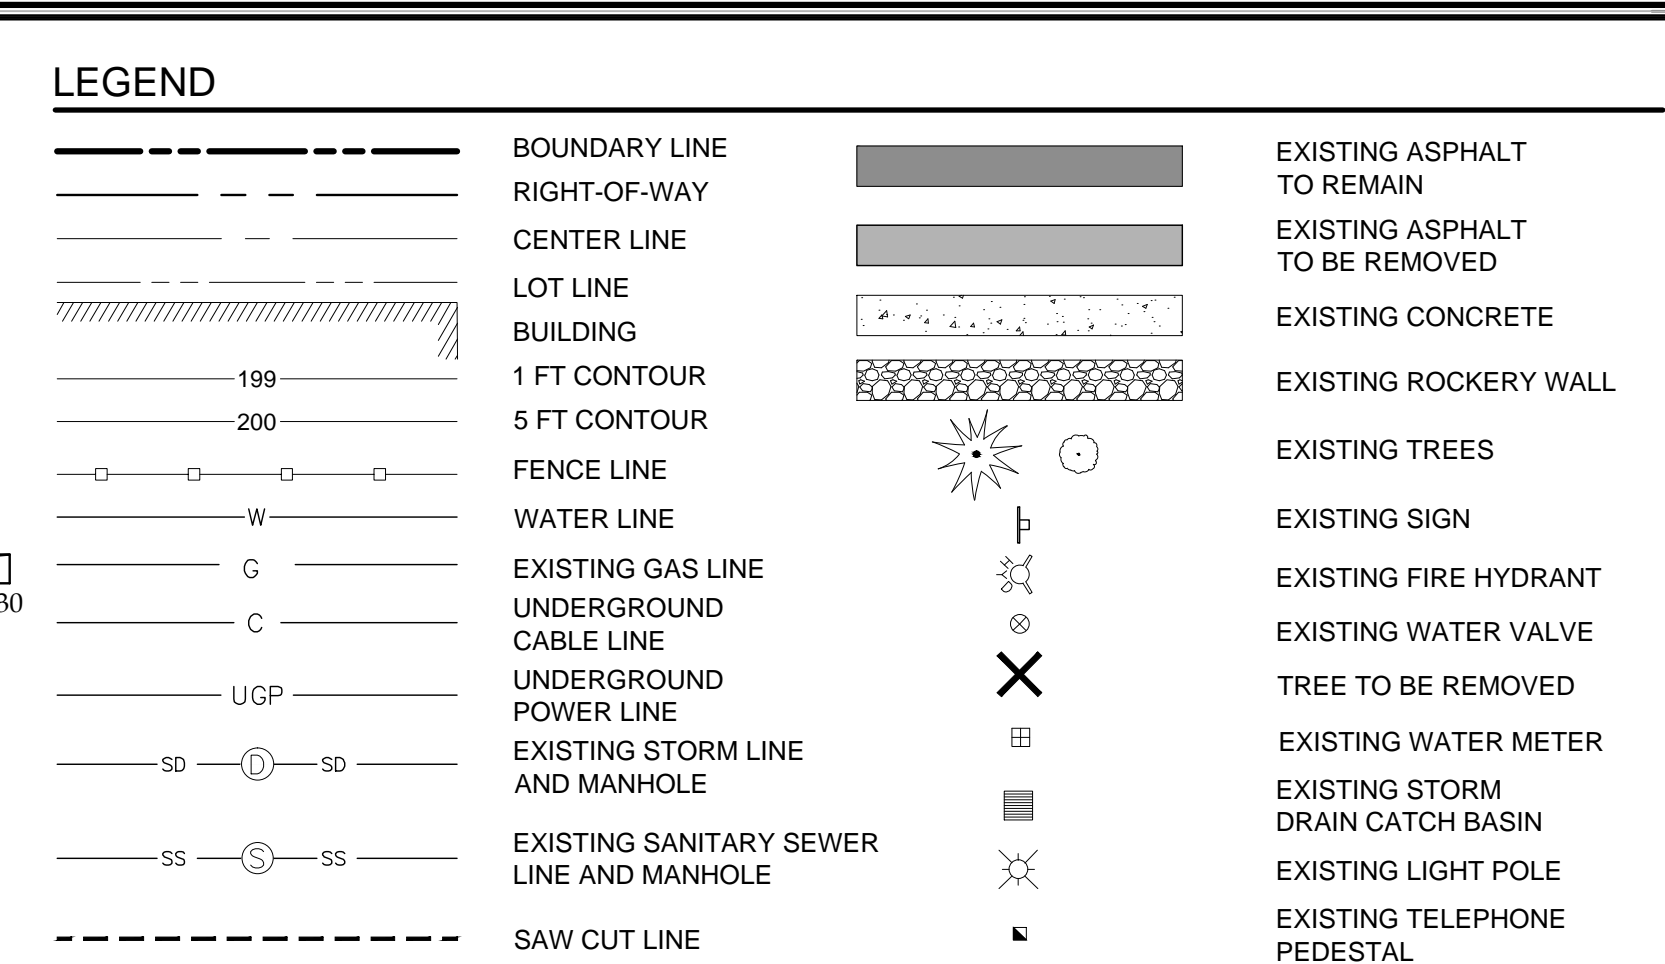 LEGEND
BOUNDARY LINE
RIGHT-OF-WAY
CENTER LINE
LOT LINE
BUILDING
199
1 FT CONTOUR
200
5 FT CONTOUR
FENCE LINE
W
WATER LINE
G
EXISTING GAS LINE
C
UNDERGROUND
CABLE LINE
UGP
UNDERGROUND
POWER LINE
SD D SD
EXISTING STORM LINE
AND MANHOLE
SS S SS
EXISTING SANITARY SEWER
LINE AND MANHOLE
SAW CUT LINE
EXISTING ASPHALT
TO REMAIN
EXISTING ASPHALT
TO BE REMOVED
EXISTING CONCRETE
EXISTING ROCKERY WALL
EXISTING TREES
EXISTING SIGN
EXISTING FIRE HYDRANT
EXISTING WATER VALVE
TREE TO BE REMOVED
EXISTING WATER METER
EXISTING STORM
DRAIN CATCH BASIN
EXISTING LIGHT POLE
EXISTING TELEPHONE
PEDESTAL